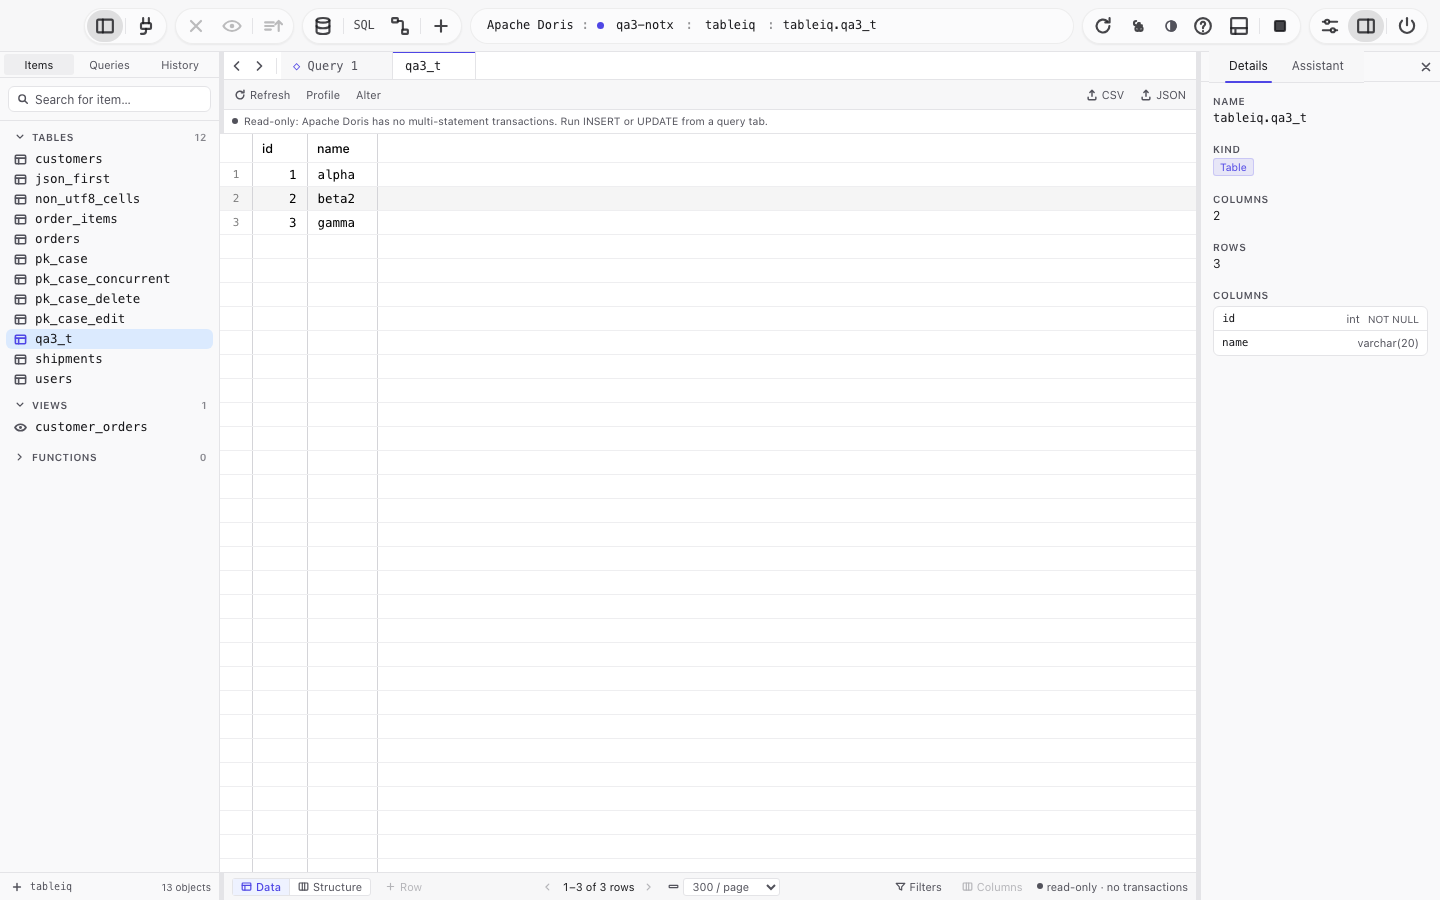 SQL
Apache Doris : qa3-notx : tableiq : tableiq.qa3_t
Items Queries History
Search for item...
TABLES 12
customers
json_first
non_utf8_cells
order_items
orders
pk_case
pk_case_concurrent
pk_case_delete
pk_case_edit
qa3_t
shipments
users
VIEWS 1
customer_orders
FUNCTIONS 0
tableiq 13 objects
Query 1 qa3_t
Refresh Profile Alter CSV JSON
Read-only: Apache Doris has no multi-statement transactions. Run INSERT or UPDATE from a query tab.
id name
1 1 alpha
2 2 beta2
3 3 gamma
Data Structure + Row 1–3 of 3 rows 300 / page Filters Columns read-only · no transactions
Details Assistant
NAME
tableiq.qa3_t
KIND
Table
COLUMNS
2
ROWS
3
COLUMNS
id int NOT NULL
name varchar(20)